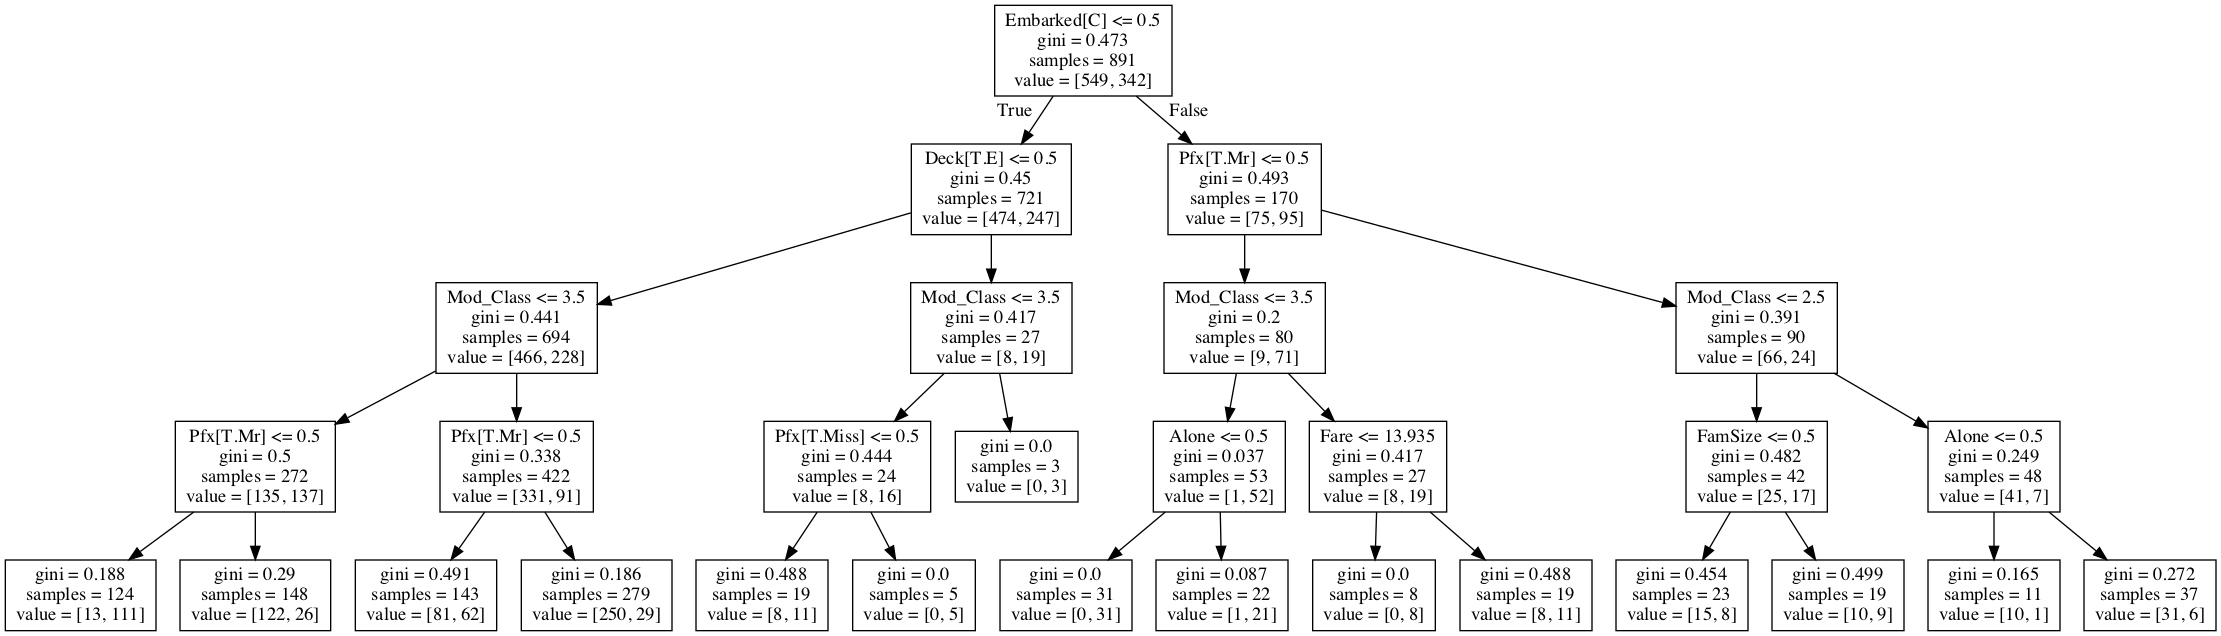 Embarked[C] <= 0.5
gini = 0.473
samples = 891
value = [549, 342]
True
False
Deck[T.E] <= 0.5
gini = 0.45
samples = 721
value = [474, 247]
Pfx[T.Mr] <= 0.5
gini = 0.493
samples = 170
value = [75, 95]
Mod_Class <= 3.5
gini = 0.441
samples = 694
value = [466, 228]
Mod_Class <= 3.5
gini = 0.417
samples = 27
value = [8, 19]
Mod_Class <= 3.5
gini = 0.2
samples = 80
value = [9, 71]
Mod_Class <= 2.5
gini = 0.391
samples = 90
value = [66, 24]
Pfx[T.Mr] <= 0.5
gini = 0.5
samples = 272
value = [135, 137]
Pfx[T.Mr] <= 0.5
gini = 0.338
samples = 422
value = [331, 91]
Pfx[T.Miss] <= 0.5
gini = 0.444
samples = 24
value = [8, 16]
gini = 0.0
samples = 3
value = [0, 3]
Alone <= 0.5
gini = 0.037
samples = 53
value = [1, 52]
Fare <= 13.935
gini = 0.417
samples = 27
value = [8, 19]
FamSize <= 0.5
gini = 0.482
samples = 42
value = [25, 17]
Alone <= 0.5
gini = 0.249
samples = 48
value = [41, 7]
gini = 0.188
samples = 124
value = [13, 111]
gini = 0.29
samples = 148
value = [122, 26]
gini = 0.491
samples = 143
value = [81, 62]
gini = 0.186
samples = 279
value = [250, 29]
gini = 0.488
samples = 19
value = [8, 11]
gini = 0.0
samples = 5
value = [0, 5]
gini = 0.0
samples = 31
value = [0, 31]
gini = 0.087
samples = 22
value = [1, 21]
gini = 0.0
samples = 8
value = [0, 8]
gini = 0.488
samples = 19
value = [8, 11]
gini = 0.454
samples = 23
value = [15, 8]
gini = 0.499
samples = 19
value = [10, 9]
gini = 0.165
samples = 11
value = [10, 1]
gini = 0.272
samples = 37
value = [31, 6]